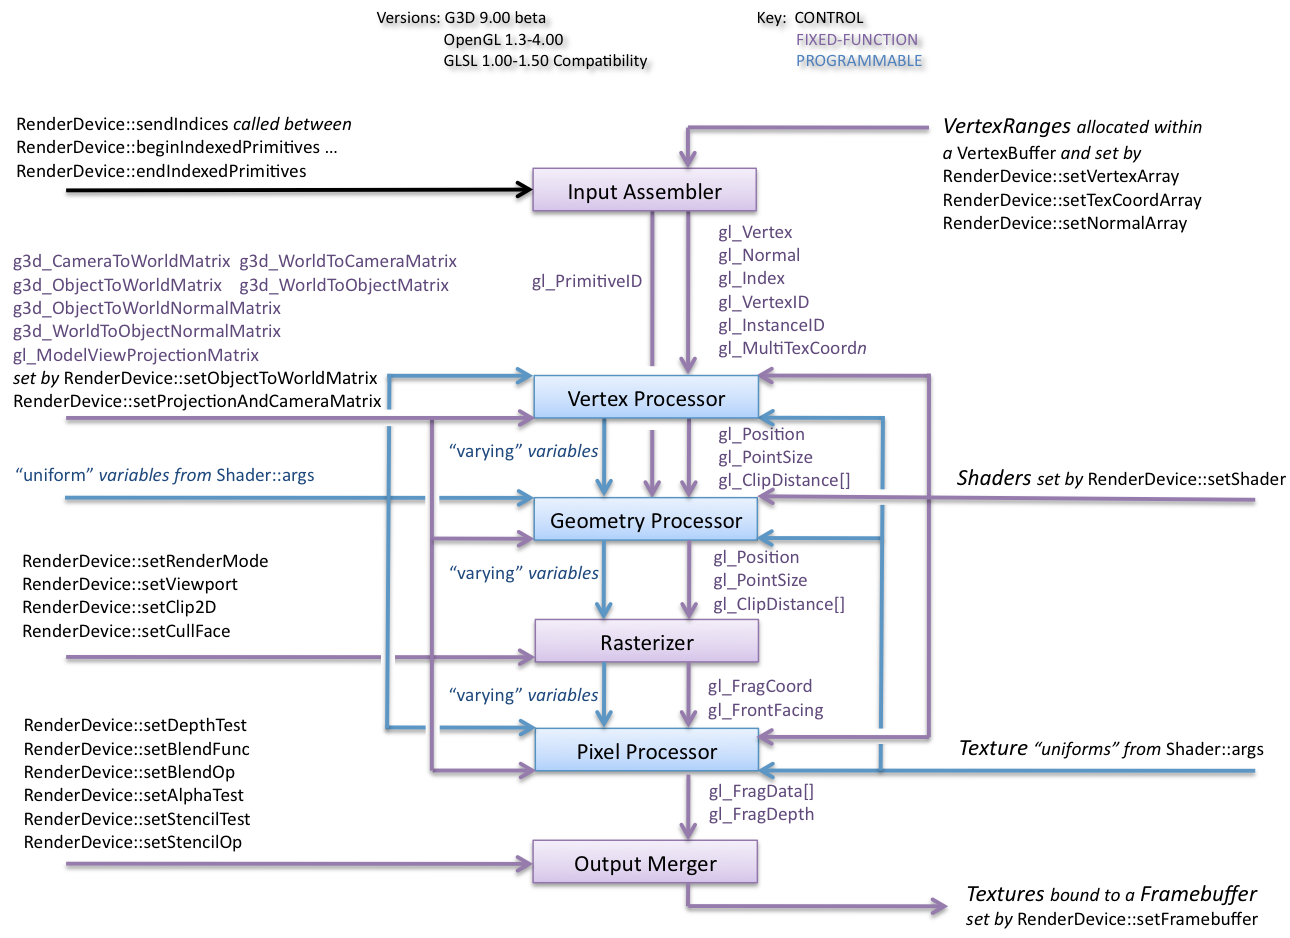 Versions: G3D 9.00 beta
OpenGL 1.3-4.00
GLSL 1.00-1.50 Compatibility
Key: CONTROL
FIXED-FUNCTION
PROGRAMMABLE
RenderDevice::sendIndices called between
RenderDevice::beginIndexedPrimitives ...
RenderDevice::endIndexedPrimitives
VertexRanges allocated within
a VertexBuffer and set by
RenderDevice::setVertexArray
RenderDevice::setTexCoordArray
RenderDevice::setNormalArray
Input Assembler
gl_PrimitiveID
gl_Vertex
gl_Normal
gl_Index
gl_VertexID
gl_InstanceID
gl_MultiTexCoordn
g3d_CameraToWorldMatrix g3d_WorldToCameraMatrix
g3d_ObjectToWorldMatrix g3d_WorldToObjectMatrix
g3d_ObjectToWorldNormalMatrix
g3d_WorldToObjectNormalMatrix
gl_ModelViewProjectionMatrix
set by RenderDevice::setObjectToWorldMatrix
RenderDevice::setProjectionAndCameraMatrix
Vertex Processor
“varying” variables
gl_Position
gl_PointSize
gl_ClipDistance[]
“uniform” variables from Shader::args
Shaders set by RenderDevice::setShader
Geometry Processor
“varying” variables
gl_Position
gl_PointSize
gl_ClipDistance[]
RenderDevice::setRenderMode
RenderDevice::setViewport
RenderDevice::setClip2D
RenderDevice::setCullFace
Rasterizer
“varying” variables
gl_FragCoord
gl_FrontFacing
RenderDevice::setDepthTest
RenderDevice::setBlendFunc
RenderDevice::setBlendOp
RenderDevice::setAlphaTest
RenderDevice::setStencilTest
RenderDevice::setStencilOp
Pixel Processor
Texture “uniforms” from Shader::args
gl_FragData[]
gl_FragDepth
Output Merger
Textures bound to a Framebuffer
set by RenderDevice::setFramebuffer